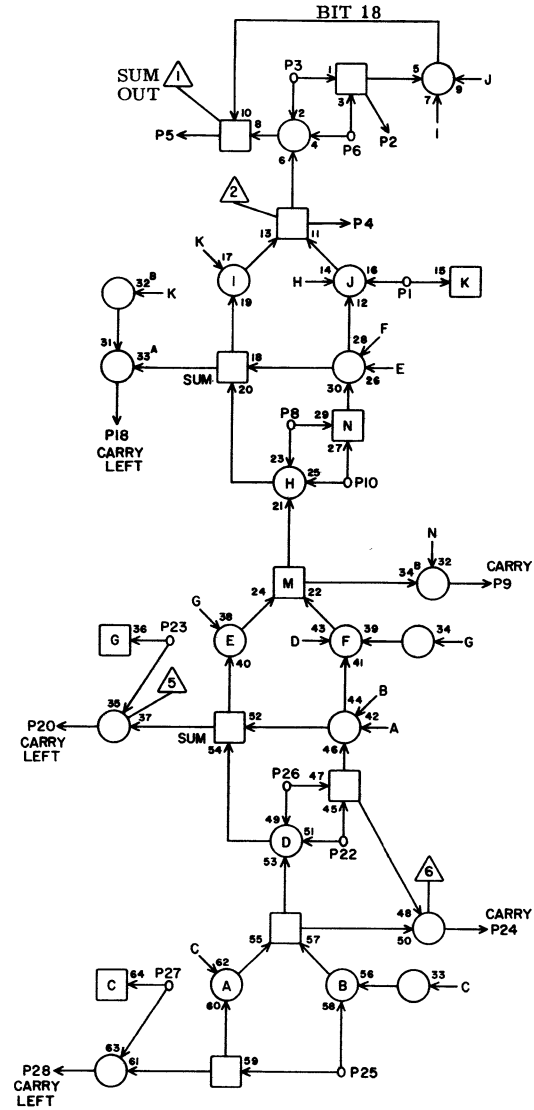 BIT 18
P3
1
5
J
SUM
OUT
1
10
3
7
9
2
8
P5
4
P6
P2
I
6
2
P4
13
11
K
17
14
16
15
32 B
K
I
H
J
P1
K
19
12
28
F
31
33 A
18
E
SUM
20
30
26
P18
CARRY
LEFT
P8
29
N
27
23
25
H
P10
21
N
CARRY
M
34 B
32
P9
24
22
G
38
43
39
34
G
36
P23
E
D
F
G
40
41
5
B
35
44
37
52
42
A
P20
CARRY
LEFT
SUM
54
46
P26
47
45
49
51
D
P22
6
53
48
CARRY
50
P24
55
57
C
62
C
64
P27
A
B
56
33
C
60
58
63
59
P28
61
P25
CARRY
LEFT